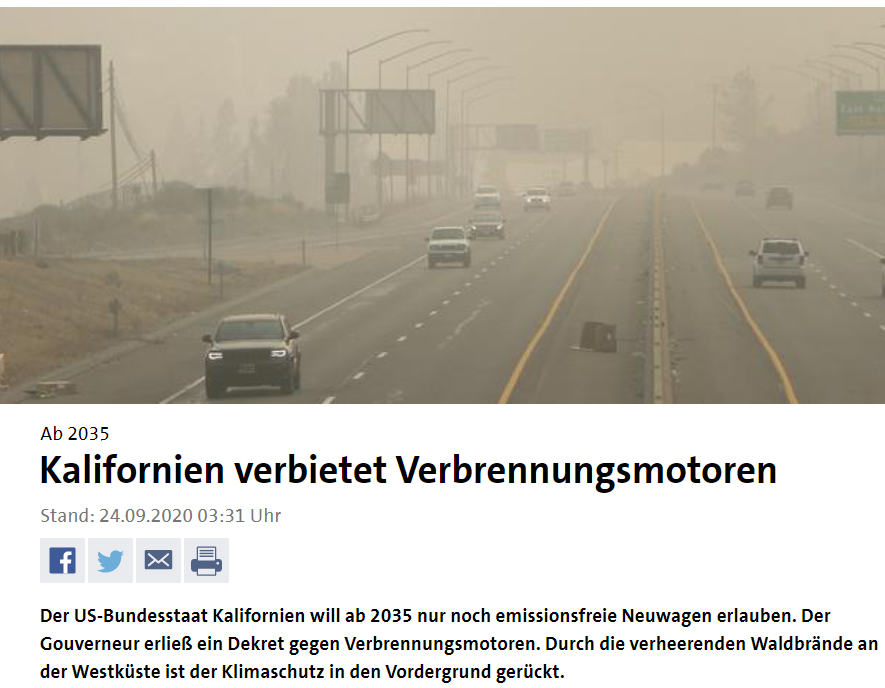 Ab 2035
Kalifornien verbietet Verbrennungsmotoren
Stand: 24.09.2020 03:31 Uhr
Der US-Bundesstaat Kalifornien will ab 2035 nur noch emissionsfreie Neuwagen erlauben. Der
Gouverneur erließ ein Dekret gegen Verbrennungsmotoren. Durch die verheerenden Waldbrände an
der Westküste ist der Klimaschutz in den Vordergrund gerückt.